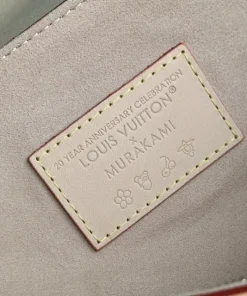 20 YEAR ANNIVERSARY CELEBRATION
LOUIS VUITTON
×
MURAKAMI